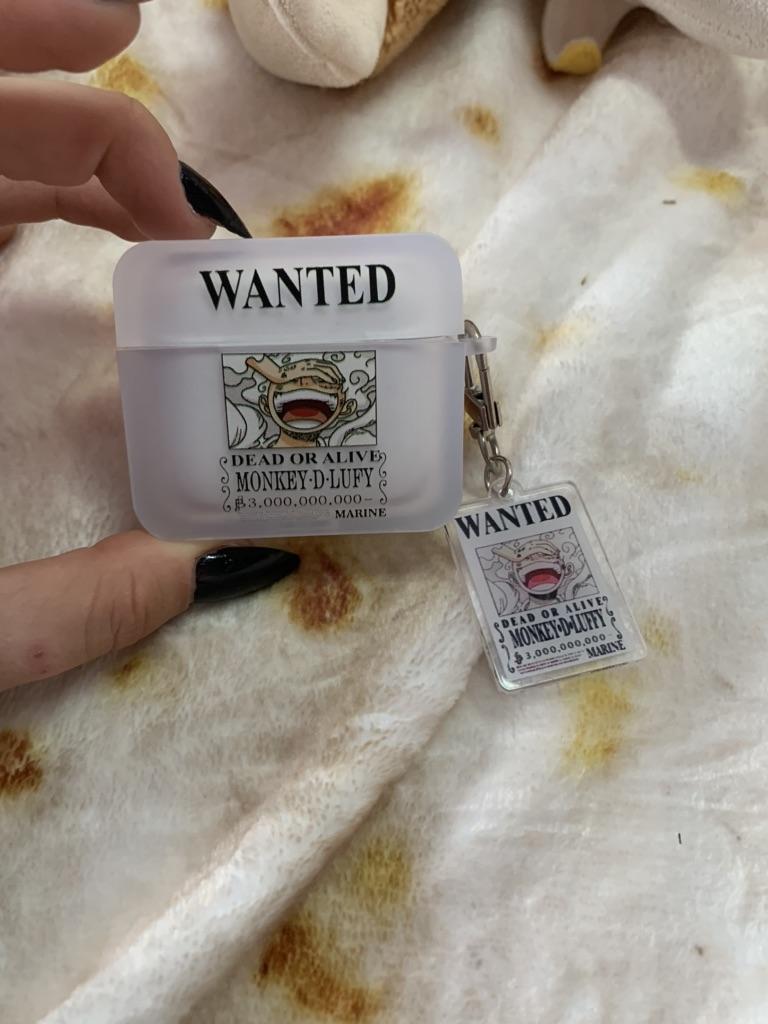 WANTED
DEAD OR ALIVE
MONKEY·D·LUFY
฿3,000,000,000-
MARINE
WANTED
DEAD OR ALIVE
MONKEY·D·LUFFY
฿3,000,000,000-
MARINE